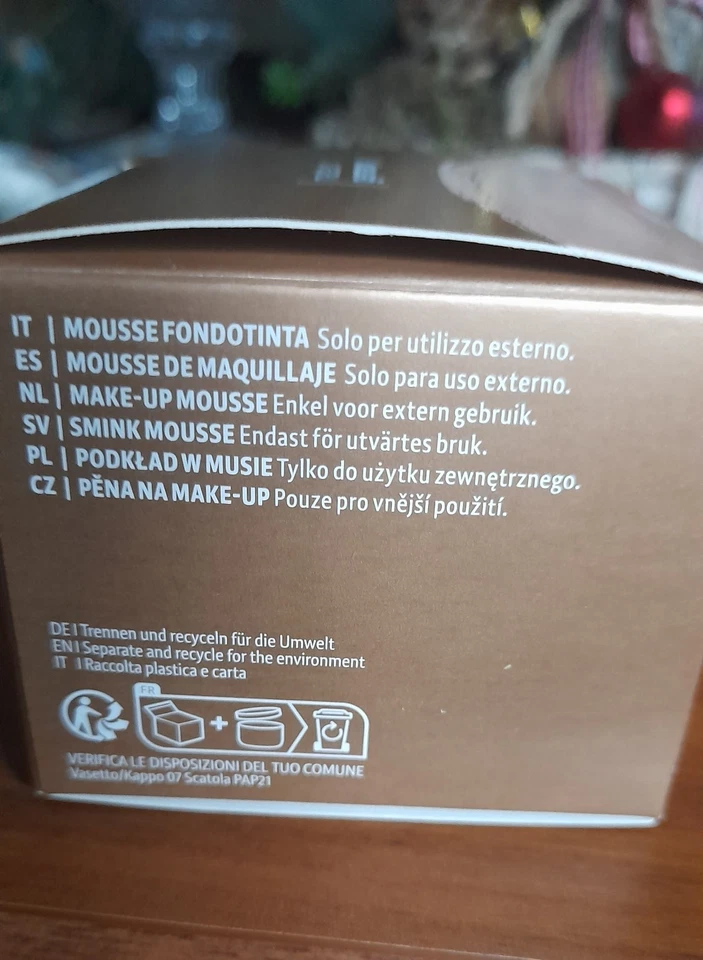 IT | MOUSSE FONDOTINTA Solo per utilizzo esterno.
ES | MOUSSE DE MAQUILLAJE Solo para uso externo.
NL | MAKE-UP MOUSSE Enkel voor extern gebruik.
SV | SMINK MOUSSE Endast för utvärtes bruk.
PL | PODKŁAD W MUSIE Tylko do użytku zewnętrznego.
CZ | PĚNA NA MAKE-UP Pouze pro vnější použití.
DE | Trennen und recyceln für die Umwelt
EN | Separate and recycle for the environment
IT | Raccolta plastica e carta
FR
+
VERIFICA LE DISPOSIZIONI DEL TUO COMUNE
Vasetto/Kappo 07 Scatola PAP21